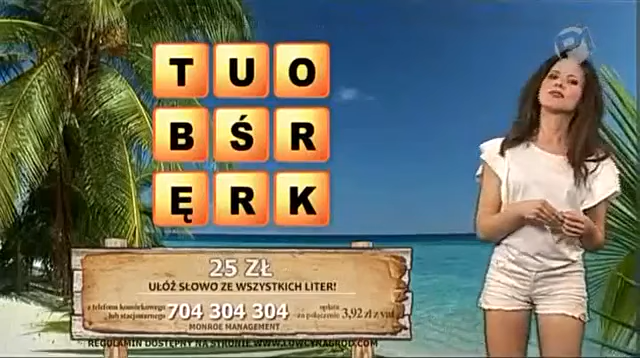 T U O
B Ś R
Ę R K
25 ZŁ
UŁÓŻ SŁOWO ZE WSZYSTKICH LITER!
z telefonu komórkowego
lub stacjonarnego 704 304 304 opłata za połączenie 3,92 zł z vat
MONROE MANAGEMENT
REGULAMIN DOSTĘPNY NA STRONIE WWW.LOWCYNAGROD.COM